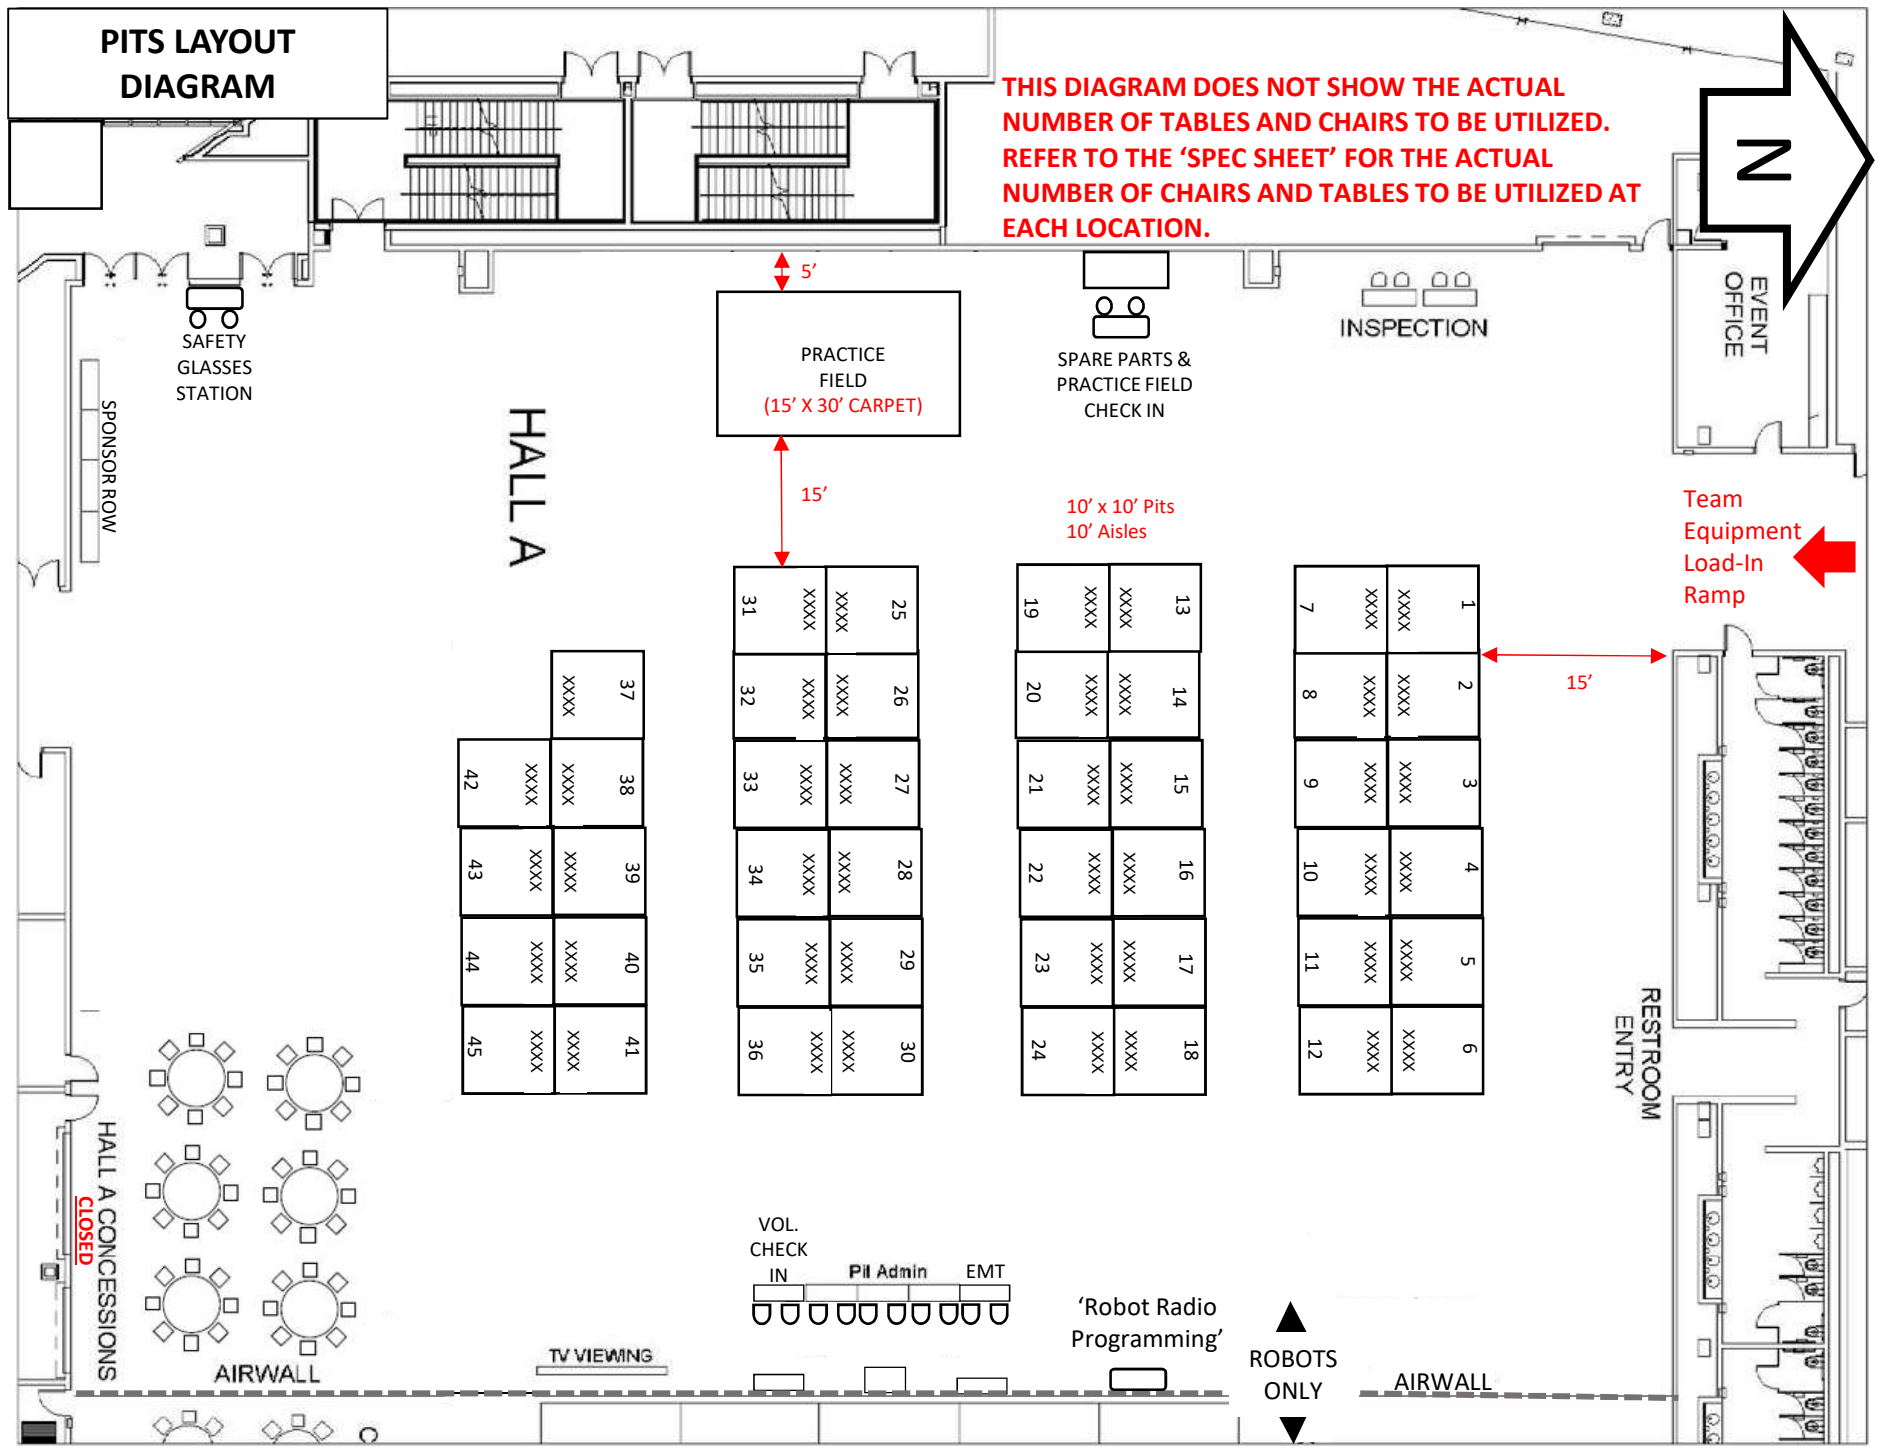 PITS LAYOUT
DIAGRAM
THIS DIAGRAM DOES NOT SHOW THE ACTUAL
NUMBER OF TABLES AND CHAIRS TO BE UTILIZED.
REFER TO THE ‘SPEC SHEET’ FOR THE ACTUAL
NUMBER OF CHAIRS AND TABLES TO BE UTILIZED AT
EACH LOCATION.
N
SAFETY
GLASSES
STATION
SPONSOR ROW
HALL A
5’
PRACTICE
FIELD
(15’ X 30’ CARPET)
15’
SPARE PARTS &
PRACTICE FIELD
CHECK IN
INSPECTION
EVENT
OFFICE
10’ x 10’ Pits
10’ Aisles
Team
Equipment
Load-In
Ramp
15’
31 XXXX XXXX 25
19 XXXX XXXX 13
7 XXXX XXXX 1
XXXX 37
32 XXXX XXXX 26
20 XXXX XXXX 14
8 XXXX XXXX 2
42 XXXX XXXX 38
33 XXXX XXXX 27
21 XXXX XXXX 15
9 XXXX XXXX 3
43 XXXX XXXX 39
34 XXXX XXXX 28
22 XXXX XXXX 16
10 XXXX XXXX 4
44 XXXX XXXX 40
35 XXXX XXXX 29
23 XXXX XXXX 17
11 XXXX XXXX 5
45 XXXX XXXX 41
36 XXXX XXXX 30
24 XXXX XXXX 18
12 XXXX XXXX 6
RESTROOM
ENTRY
HALL A CONCESSIONS
CLOSED
VOL.
CHECK
IN
Pit Admin
EMT
‘Robot Radio
Programming’
ROBOTS
ONLY
TV VIEWING
AIRWALL
AIRWALL